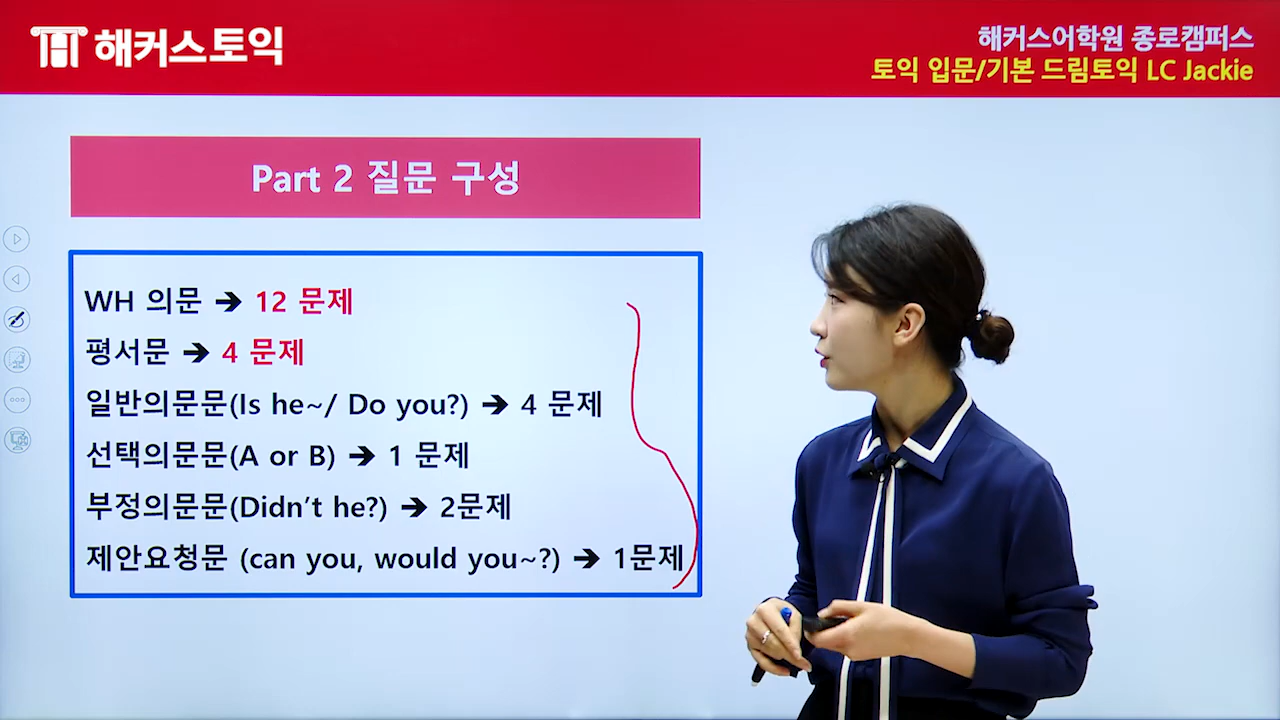 해커스토익
해커스어학원 종로캠퍼스
토익 입문/기본 드림토익 LC Jackie
Part 2 질문 구성
WH 의문 ➔ 12 문제
평서문 ➔ 4 문제
일반의문문(Is he~/ Do you?) ➔ 4 문제
선택의문문(A or B) ➔ 1 문제
부정의문문(Didn't he?) ➔ 2문제
제안요청문 (can you, would you~?) ➔ 1문제